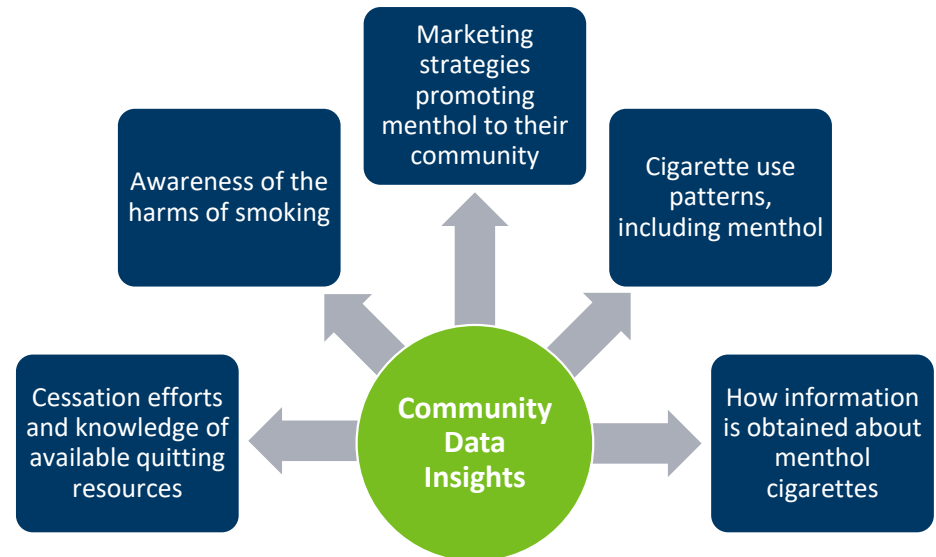 Marketing
strategies
promoting
menthol to their
community
Awareness of the
harms of smoking
Cigarette use
patterns,
including menthol
Cessation efforts
and knowledge of
available quitting
resources
Community
Data
Insights
How information
is obtained about
menthol
cigarettes